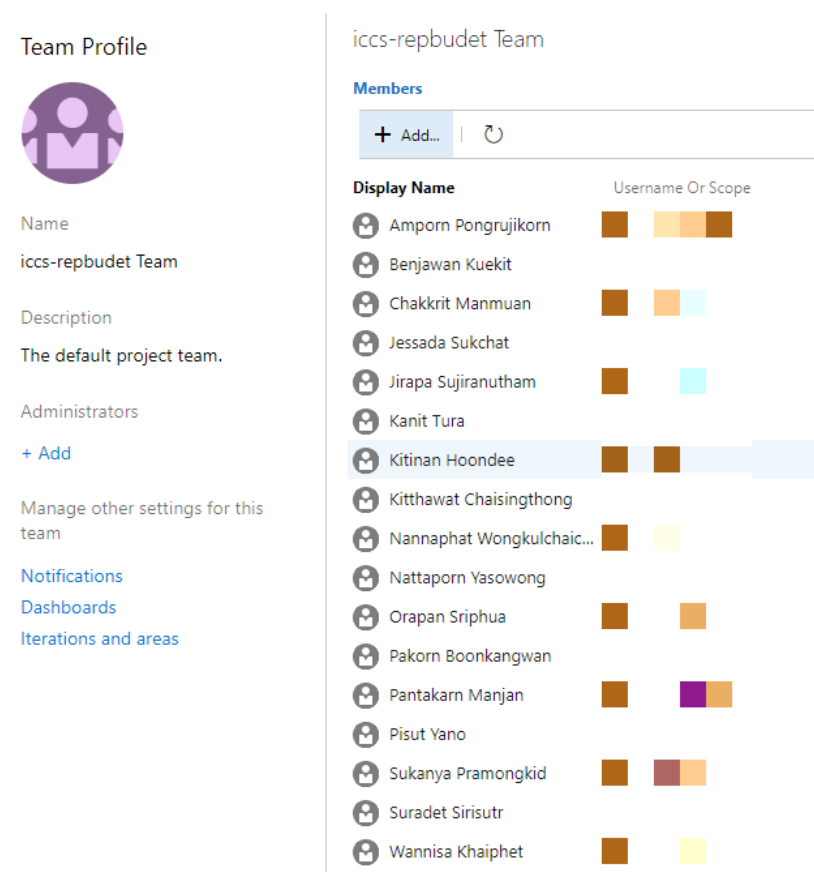 Team Profile
Name
iccs-repbudet Team
Description
The default project team.
Administrators
+ Add
Manage other settings for this
team
Notifications
Dashboards
Iterations and areas
iccs-repbudet Team
Members
+ Add...
Display Name Username Or Scope
Amporn Pongrujikorn
Benjawan Kuekit
Chakkrit Manmuan
Jessada Sukchat
Jirapa Sujiranutham
Kanit Tura
Kitinan Hoondee
Kitthawat Chaisingthong
Nannaphat Wongkulchaic...
Nattaporn Yasowong
Orapan Sriphua
Pakorn Boonkangwan
Pantakarn Manjan
Pisut Yano
Sukanya Pramongkid
Suradet Sirisutr
Wannisa Khaiphet